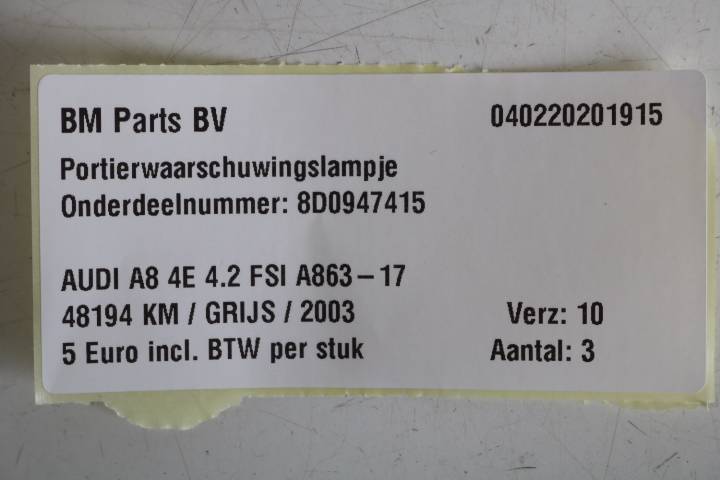 BM Parts BV 040220201915
Portierwaarschuwingslampje
Onderdeelnummer: 8D0947415
AUDI A8 4E 4.2 FSI A863-17
48194 KM / GRIJS / 2003 Verz: 10
5 Euro incl. BTW per stuk Aantal: 3